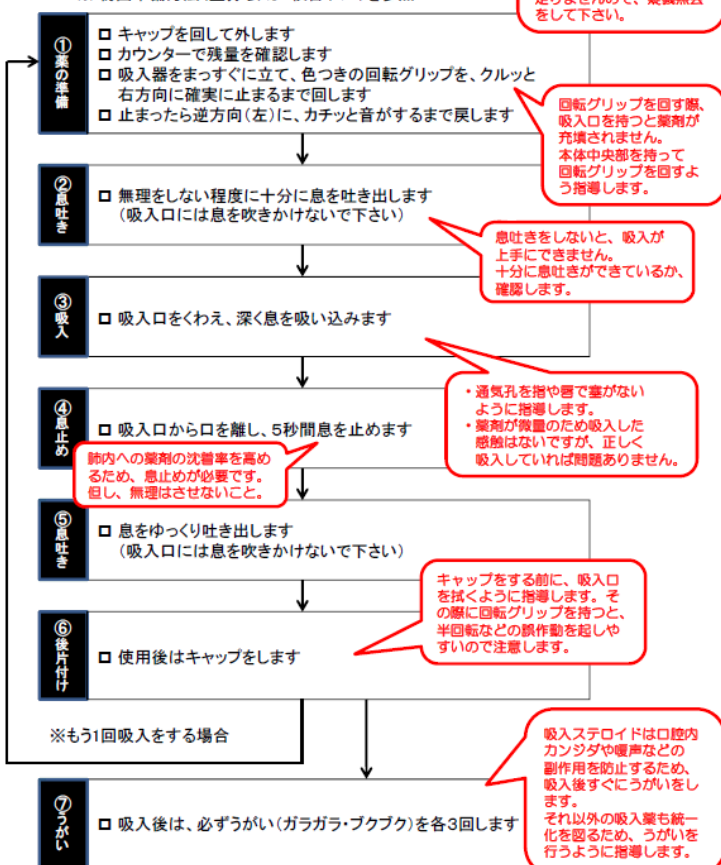 をして下さい。
①薬の準備
□ キャップを回して外します
□ カウンターで残量を確認します
□ 吸入器をまっすぐに立て、色つきの回転グリップを、クルッと
右方向に確実に止まるまで回します
□ 止まったら逆方向(左)に、カチッと音がするまで戻します
回転グリップを回す際、
吸入口を持つと薬剤が
充填されません。
本体中央部を持って
回転グリップを回すよ
う指導します。
②息吐き
□ 無理をしない程度に十分に息を吐き出します
(吸入口には息を吹きかけないで下さい)
息吐きをしないと、吸入が
上手にできません。
十分に息吐きができているか、
確認します。
③吸入
□ 吸入口をくわえ、深く息を吸い込みます
・通気孔を指や唇で塞がない
ように指導します。
・薬剤が微量のため吸入した
感触はないですが、正しく
吸入していれば問題ありません。
④息止め
□ 吸入口から口を離し、5秒間息を止めます
肺内への薬剤の沈着率を高め
るため、息止めが必要です。
但し、無理はさせないこと。
⑤息吐き
□ 息をゆっくり吐き出します
(吸入口には息を吹きかけないで下さい)
キャップをする前に、吸入口
を拭くように指導します。そ
の際に回転グリップを持つと、
半回転などの誤作動を起しや
すいので注意します。
⑥後片付け
□ 使用後はキャップをします
※もう1回吸入をする場合
吸入ステロイドは口腔内
カンジダや嗄声などの
副作用を防止するため、
吸入後すぐにうがいをし
ます。
それ以外の吸入薬も統一
化を図るため、うがいを
行うように指導します。
⑦うがい
□ 吸入後は、必ずうがい(ガラガラ・ブクブク)を各3回します